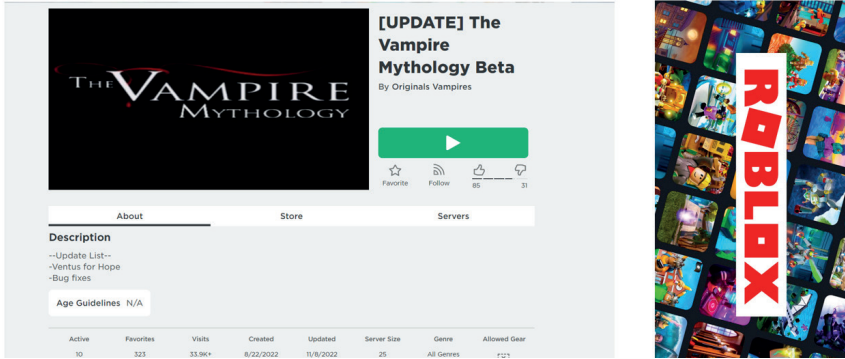 THE VAMPIRE
MYTHOLOGY
[UPDATE] The
Vampire
Mythology Beta
By Originals Vampires
Favorite Follow 85 31
About Store Servers
Description
--Update List--
-Ventus for Hope
-Bug fixes
Age Guidelines N/A
Active Favorites Visits Created Updated Server Size Genre Allowed Gear
10 323 33.9K+ 8/22/2022 11/8/2022 25 All Genres
ROBLOX